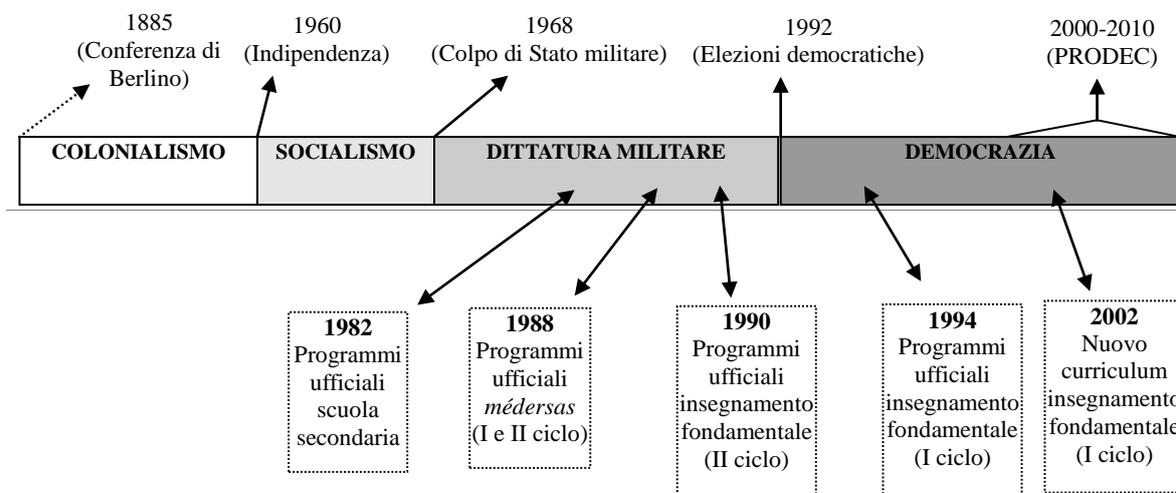 1885
(Conferenza di
Berlino)
1960
(Indipendenza)
1968
(Colpo di Stato militare)
1992
(Elezioni democratiche)
2000-2010
(PRODEC)
COLONIALISMO
SOCIALISMO
DITTATURA MILITARE
DEMOCRAZIA
1982
Programmi
ufficiali
scuola
secondaria
1988
Programmi
ufficiali
médersas
(I e II ciclo)
1990
Programmi
ufficiali
insegnamento
fondamentale
(II ciclo)
1994
Programmi
ufficiali
insegnamento
fondamentale
(I ciclo)
2002
Nuovo
curriculum
insegnamento
fondamentale
(I ciclo)